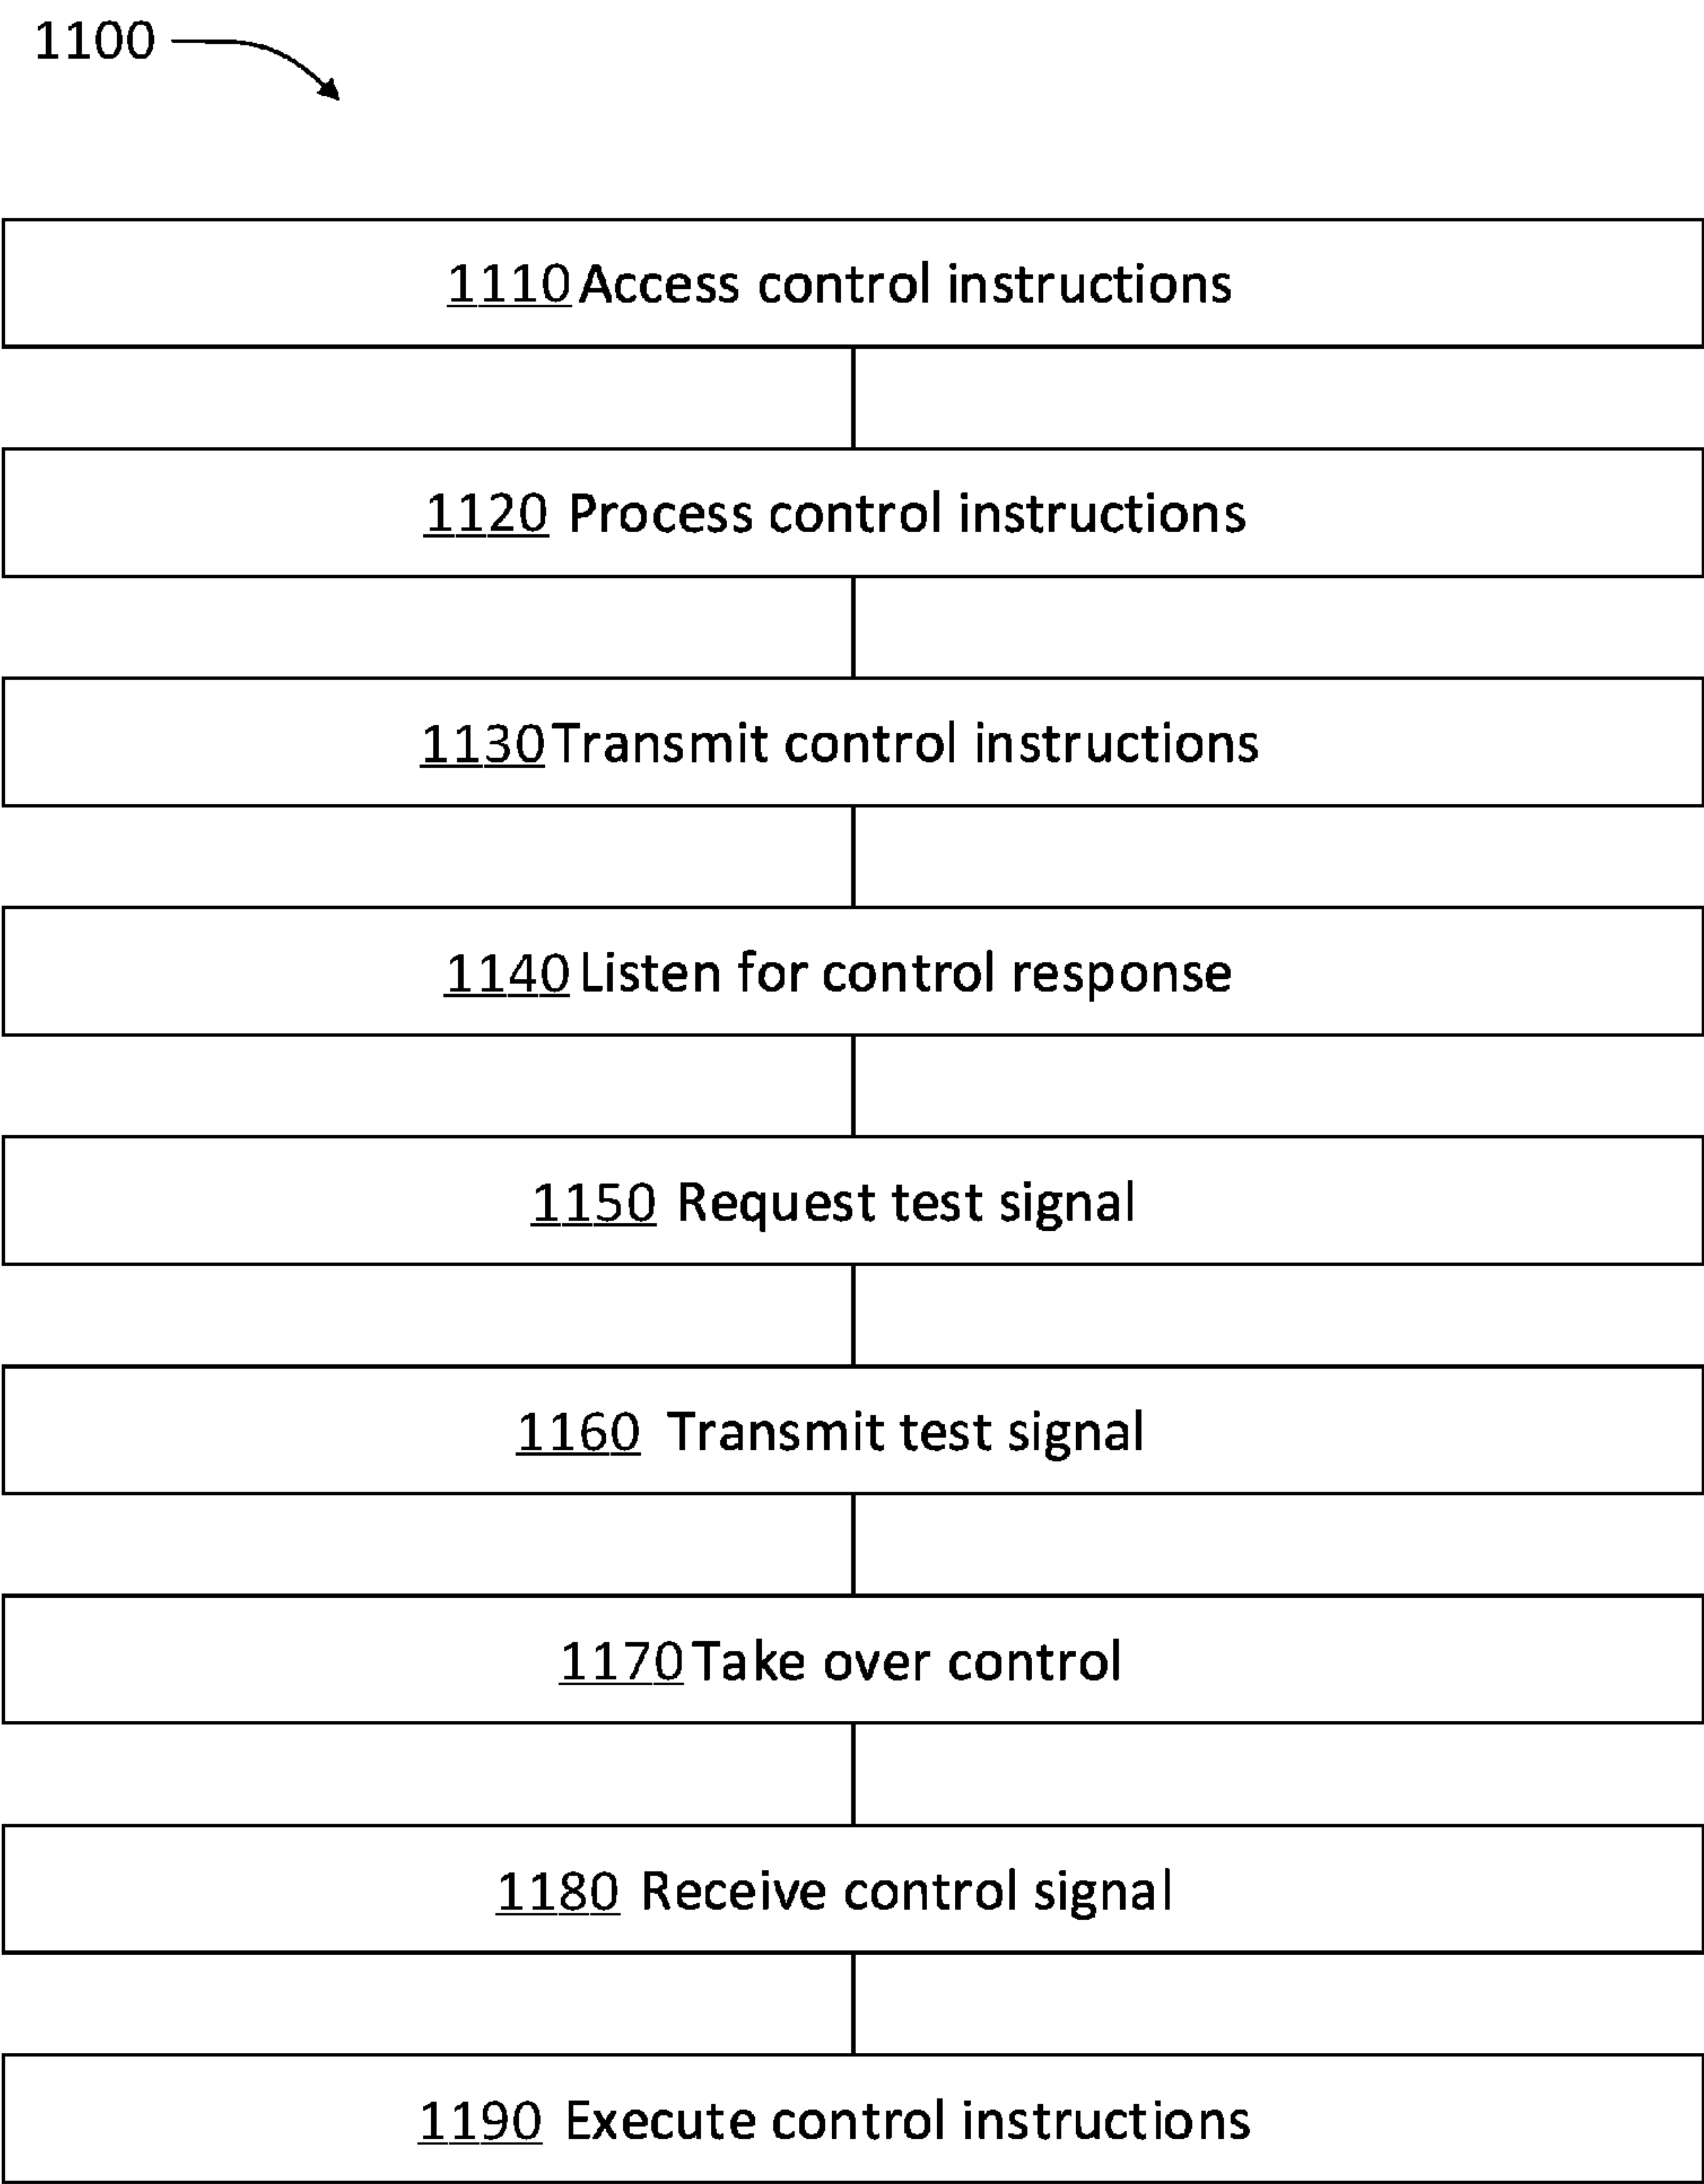 1100
1110 Access control instructions
1120 Process control instructions
1130 Transmit control instructions
1140 Listen for control response
1150 Request test signal
1160 Transmit test signal
1170 Take over control
1180 Receive control signal
1190 Execute control instructions